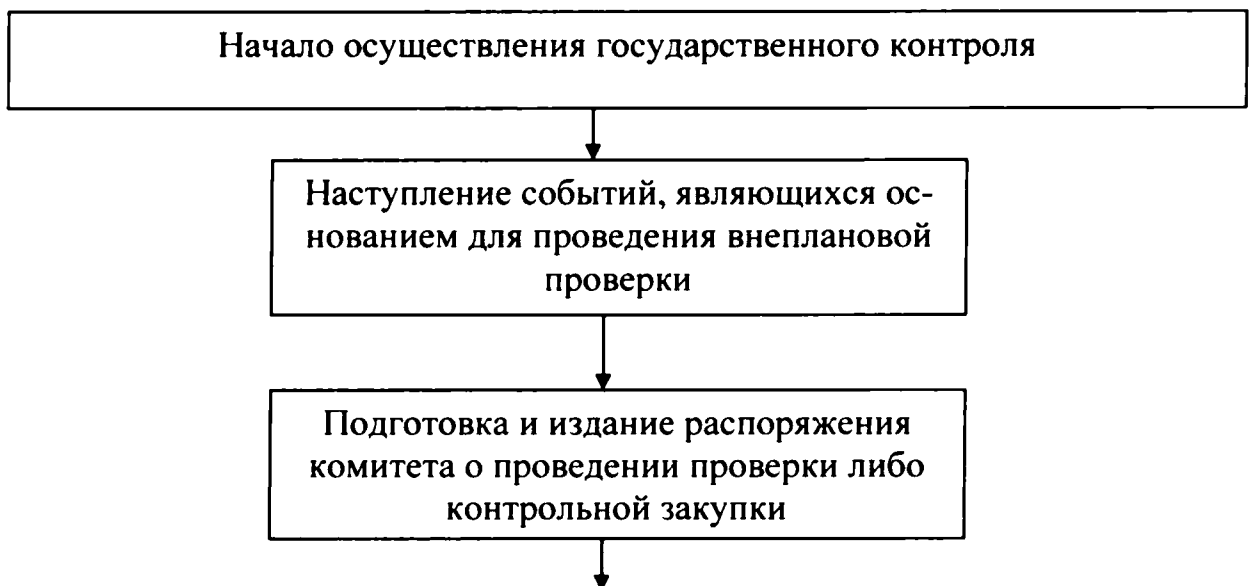 Начало осуществления государственного контроля
Наступление событий, являющихся ос-
нованием для проведения внеплановой
проверки
Подготовка и издание распоряжения
комитета о проведении проверки либо
контрольной закупки